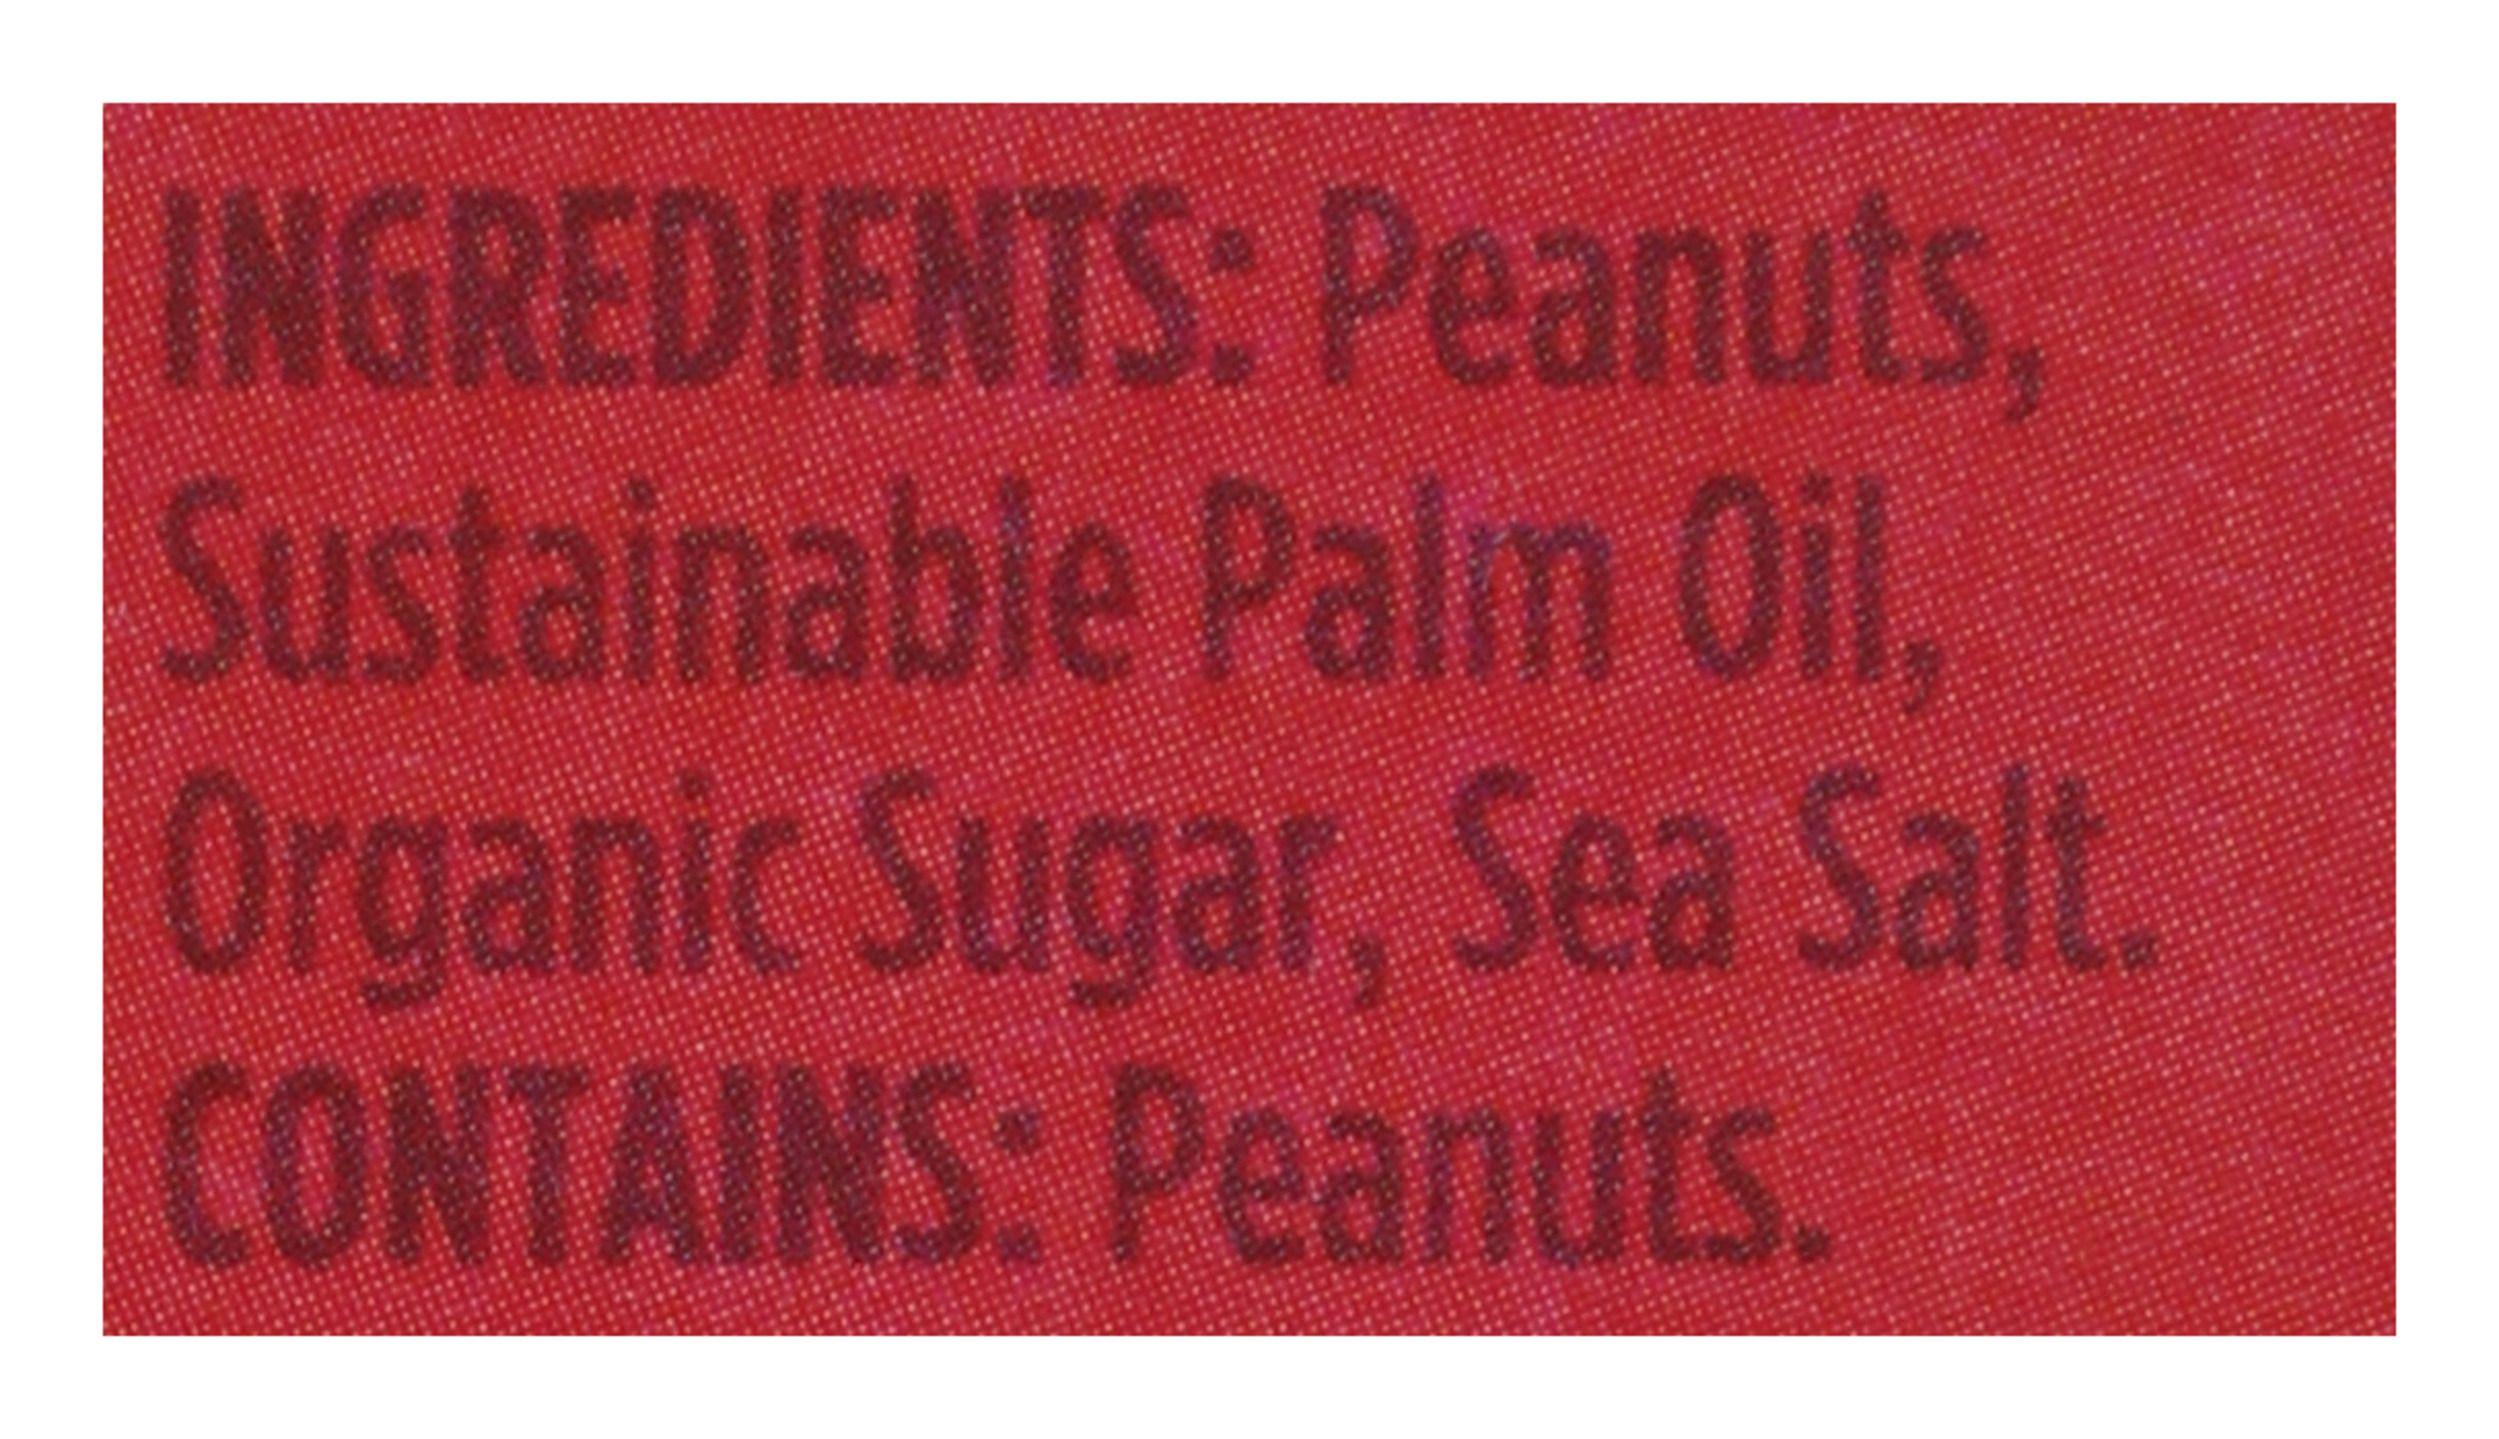 INGREDIENTS: Peanuts,
Sustainable Palm Oil,
Organic Sugar, Sea Salt.
CONTAINS: Peanuts.